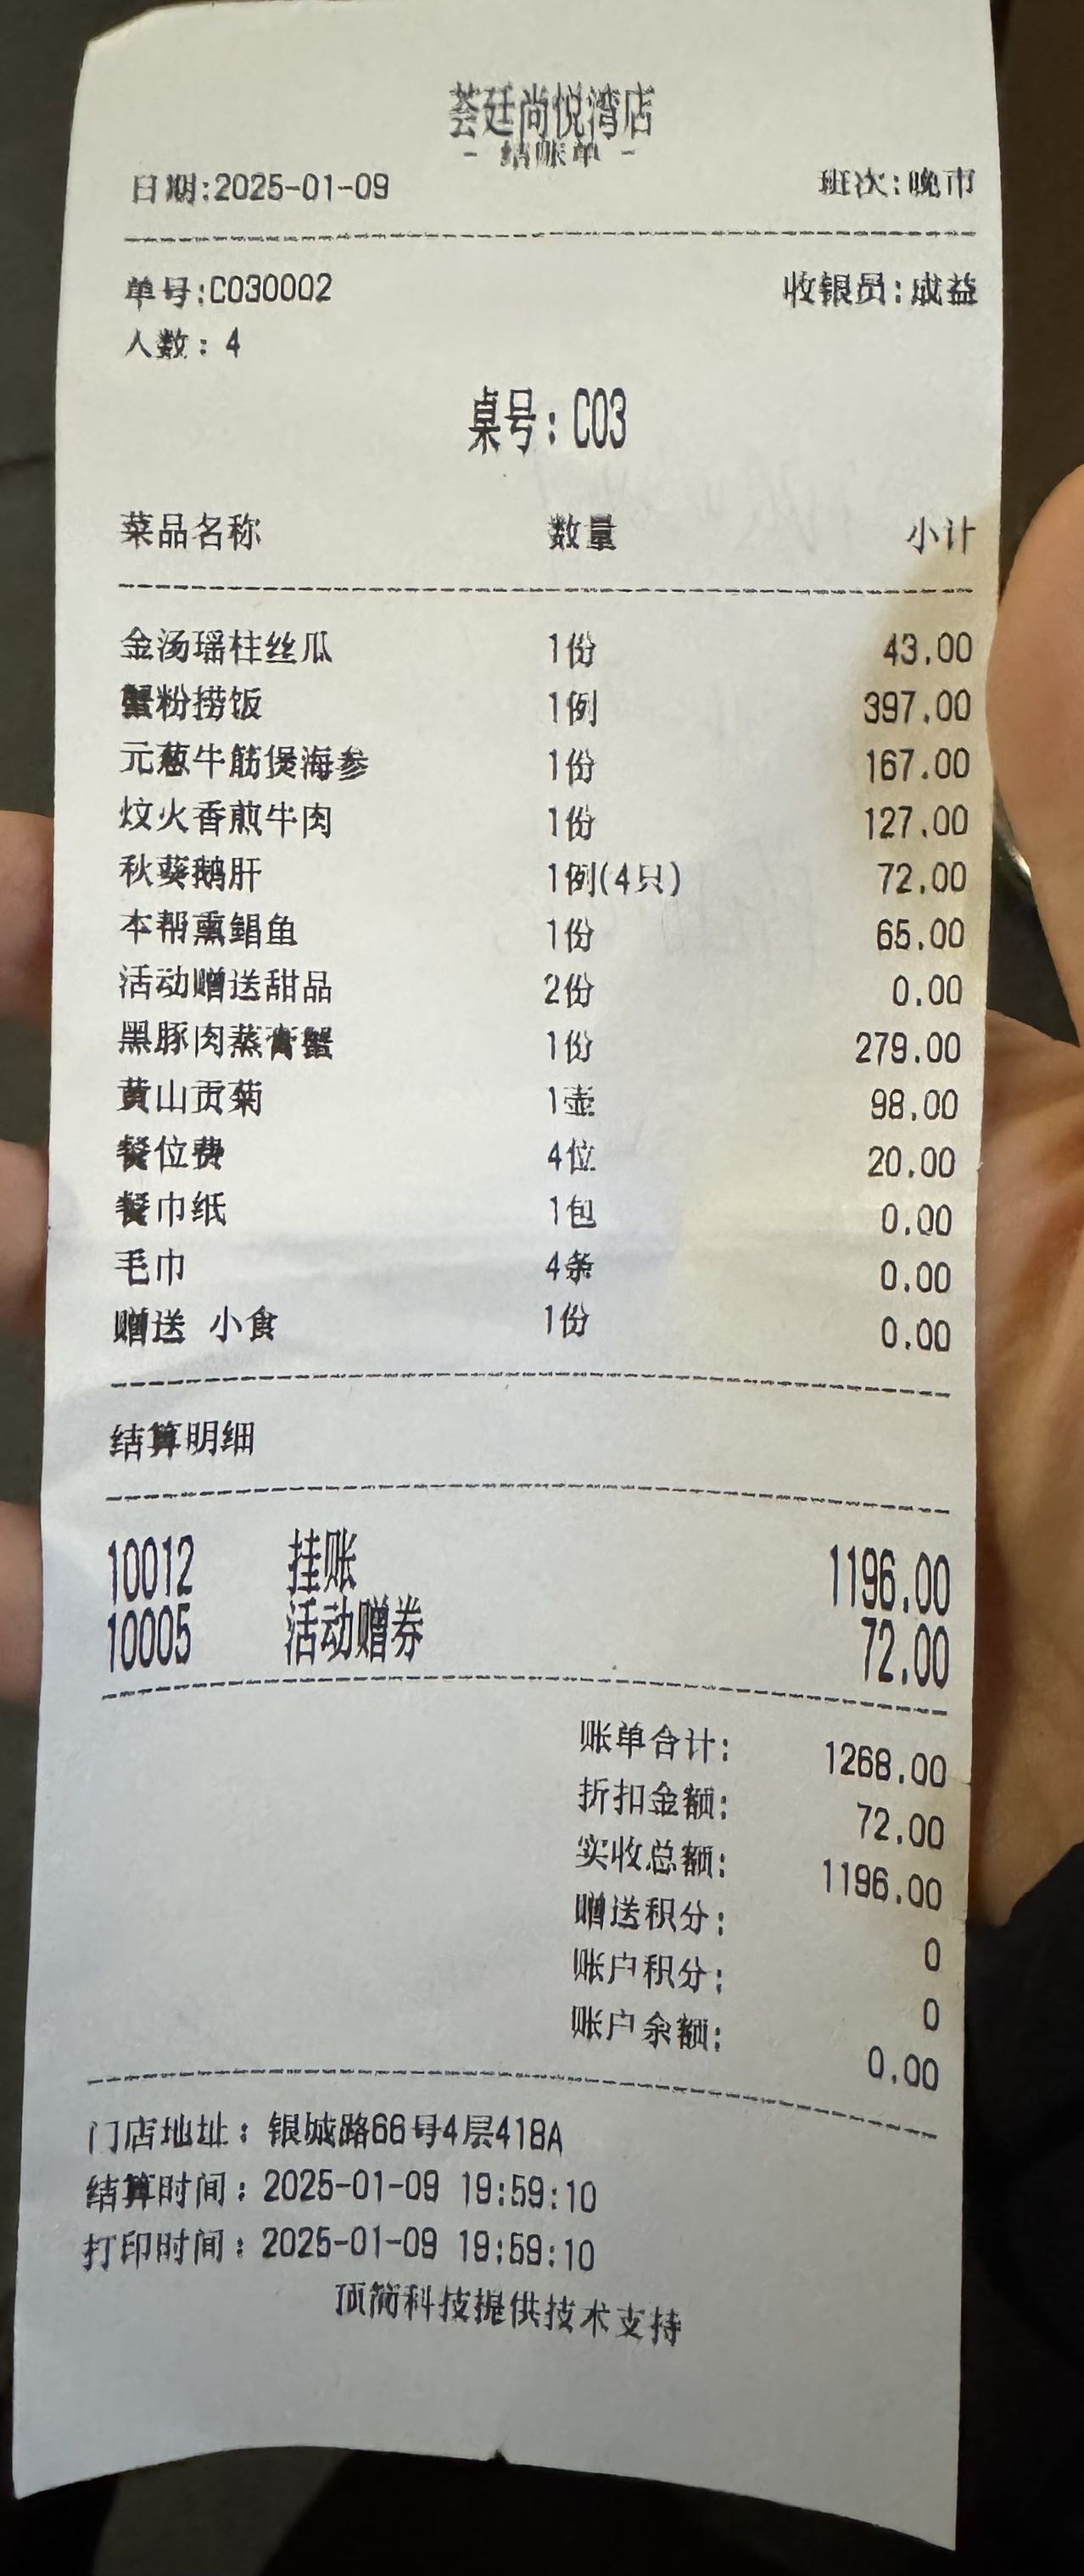 荟廷尚悦湾店
- 结账单 -
日期:2025-01-09 班次:晚市
单号:C030002 收银员:成益
人数: 4
桌号: C03
菜品名称 数量 小计
金汤瑶柱丝瓜 1份 43.00
蟹粉捞饭 1例 397.00
元葱牛筋煲海参 1份 167.00
炆火香煎牛肉 1份 127.00
秋葵鹅肝 1例(4只) 72.00
本帮熏鲳鱼 1份 65.00
活动赠送甜品 2份 0.00
黑豚肉蒸膏蟹 1份 279.00
黄山贡菊 1壶 98.00
餐位费 4位 20.00
餐巾纸 1包 0.00
毛巾 4条 0.00
赠送 小食 1份 0.00
结算明细
10012 挂账 1196.00
10005 活动赠券 72.00
账单合计: 1268.00
折扣金额: 72.00
实收总额: 1196.00
赠送积分: 0
账户积分: 0
账户余额: 0.00
门店地址: 银城路66号4层418A
结算时间: 2025-01-09 19:59:10
打印时间: 2025-01-09 19:59:10
顶简科技提供技术支持